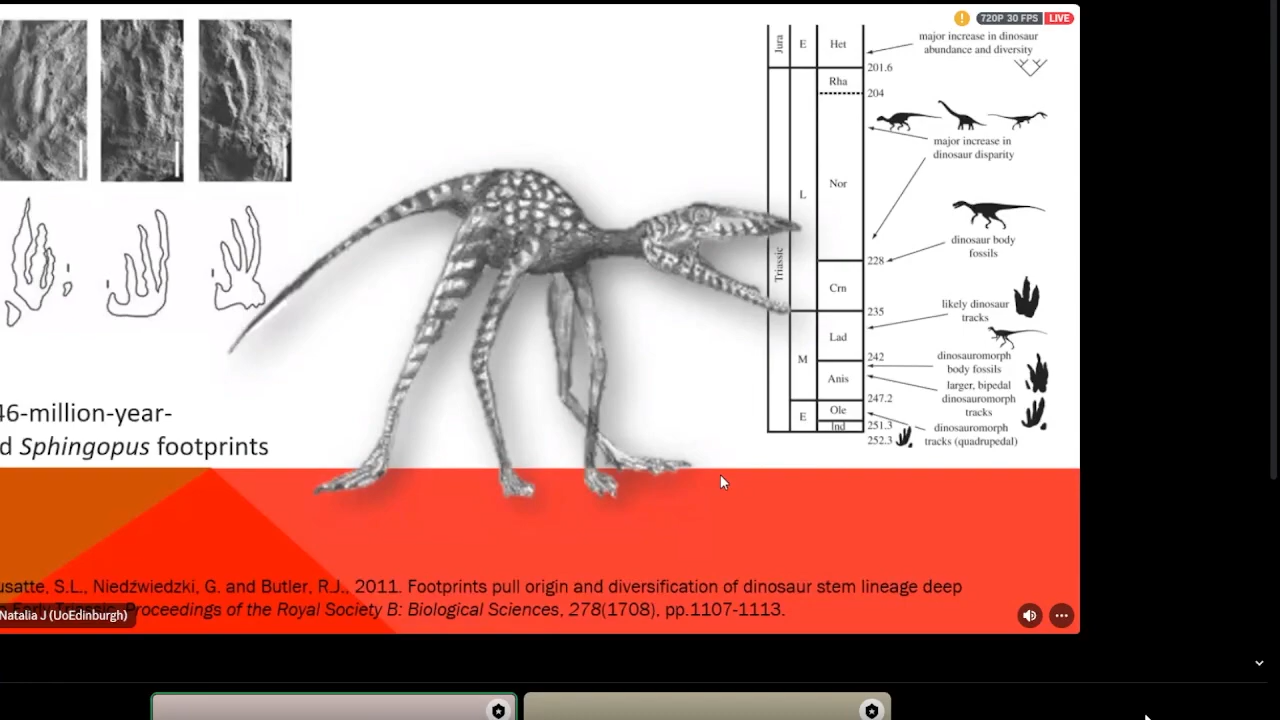 720P 30 FPS LIVE
Jura
E
Het
major increase in dinosaur
abundance and diversity
201.6
Rha
204
major increase in
dinosaur disparity
L
Nor
dinosaur body
fossils
Triassic
228
Crn
likely dinosaur
tracks
235
Lad
242
dinosauromorph
body fossils
M
Anis
larger, bipedal
dinosauromorph
tracks
247.2
E
Ole
251.3
Ind
252.3
dinosauromorph
tracks (quadrupedal)
46-million-year-
d Sphingopus footprints
usatte, S.L., Niedźwiedzki, G. and Butler, R.J., 2011. Footprints pull origin and diversification of dinosaur stem lineage deep
Early Triassic. Proceedings of the Royal Society B: Biological Sciences, 278(1708), pp.1107-1113.
Natalia J (UoEdinburgh)